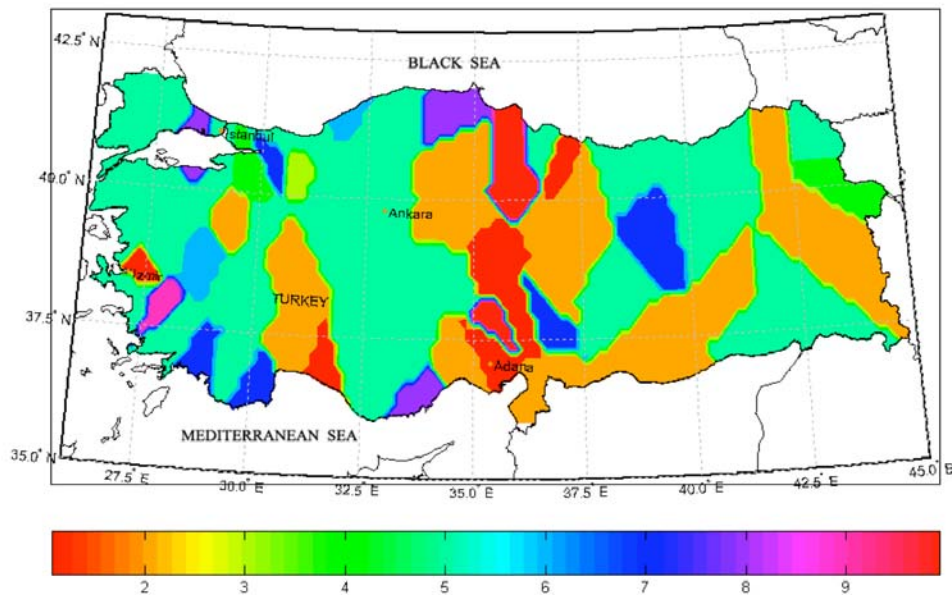 42.5° N
BLACK SEA
İstanbul
40.0° N
Ankara
İzmir
TURKEY
37.5° N
Adana
MEDITERRANEAN SEA
35.0° N
27.5° E
30.0° E
32.5° E
35.0° E
37.5° E
40.0° E
42.5° E
45.0° E
2 3 4 5 6 7 8 9